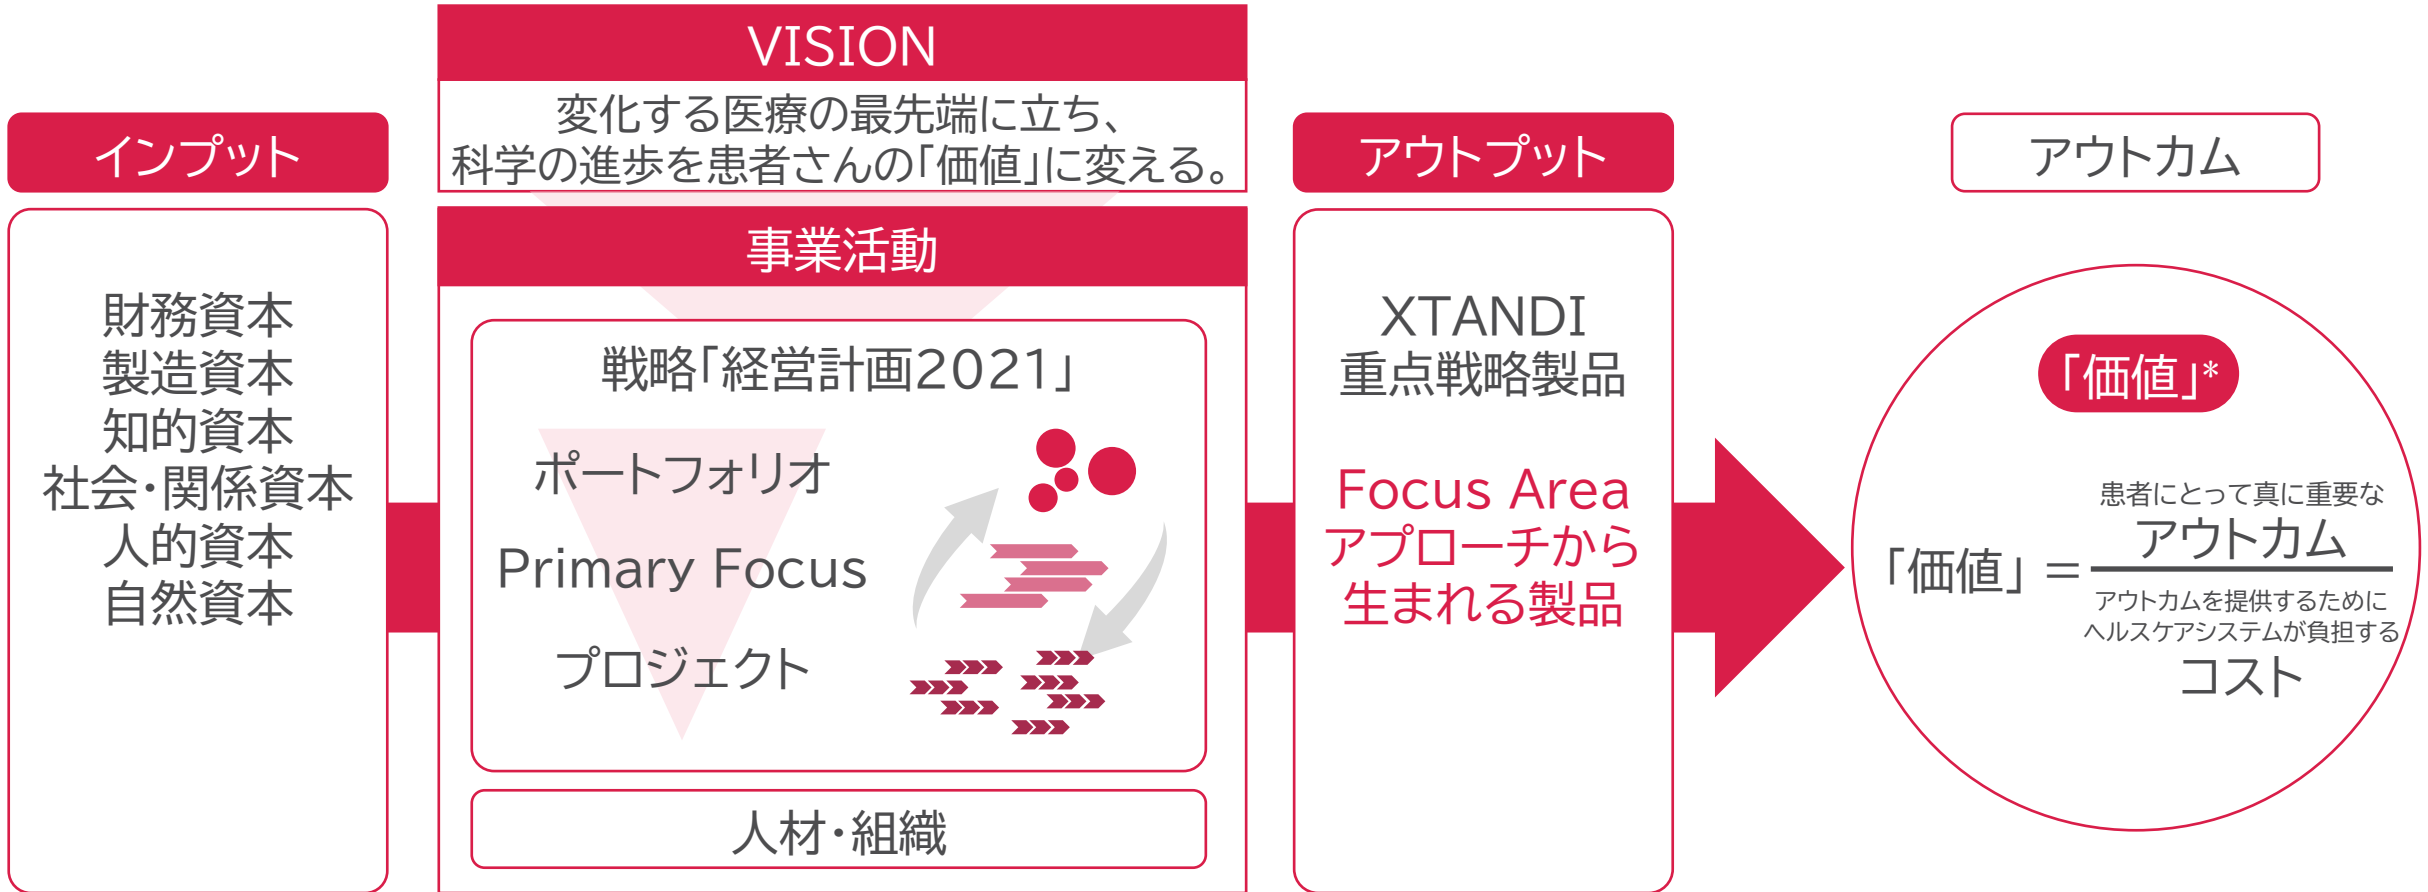 VISION
変化する医療の最先端に立ち、
科学の進歩を患者さんの「価値」に変える。
インプット
財務資本
製造資本
知的資本
社会・関係資本
人的資本
自然資本
事業活動
戦略「経営計画2021」
ポートフォリオ
Primary Focus
プロジェクト
人材・組織
アウトプット
XTANDI
重点戦略製品
Focus Area
アプローチから
生まれる製品
アウトカム
「価値」*
「価値」=
患者にとって真に重要な
アウトカム
アウトカムを提供するために
ヘルスケアシステムが負担する
コスト